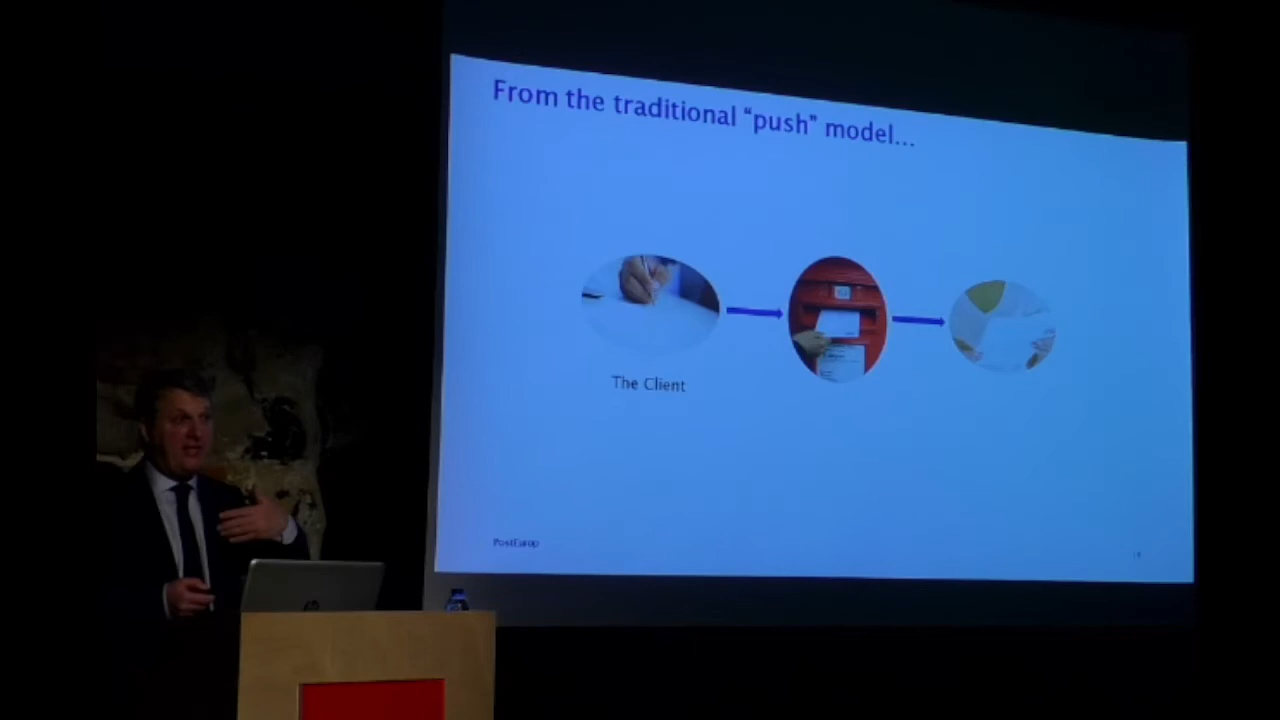 From the traditional “push” model...
The Client
PostEurop